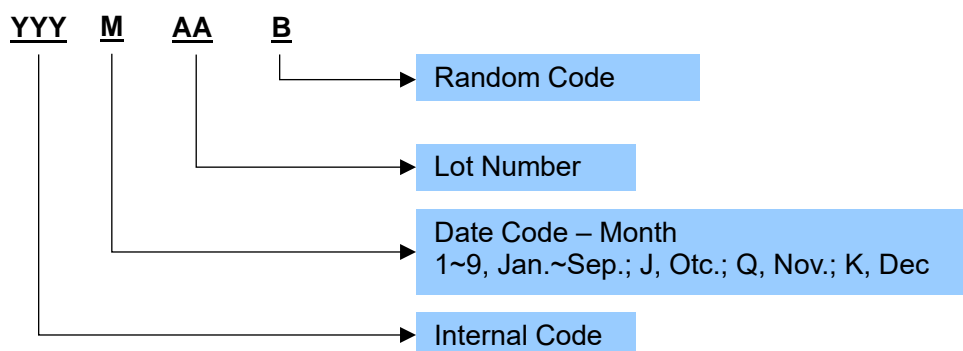 YYY M AA B
Random Code
Lot Number
Date Code – Month
1~9, Jan.~Sep.; J, Otc.; Q, Nov.; K, Dec
Internal Code